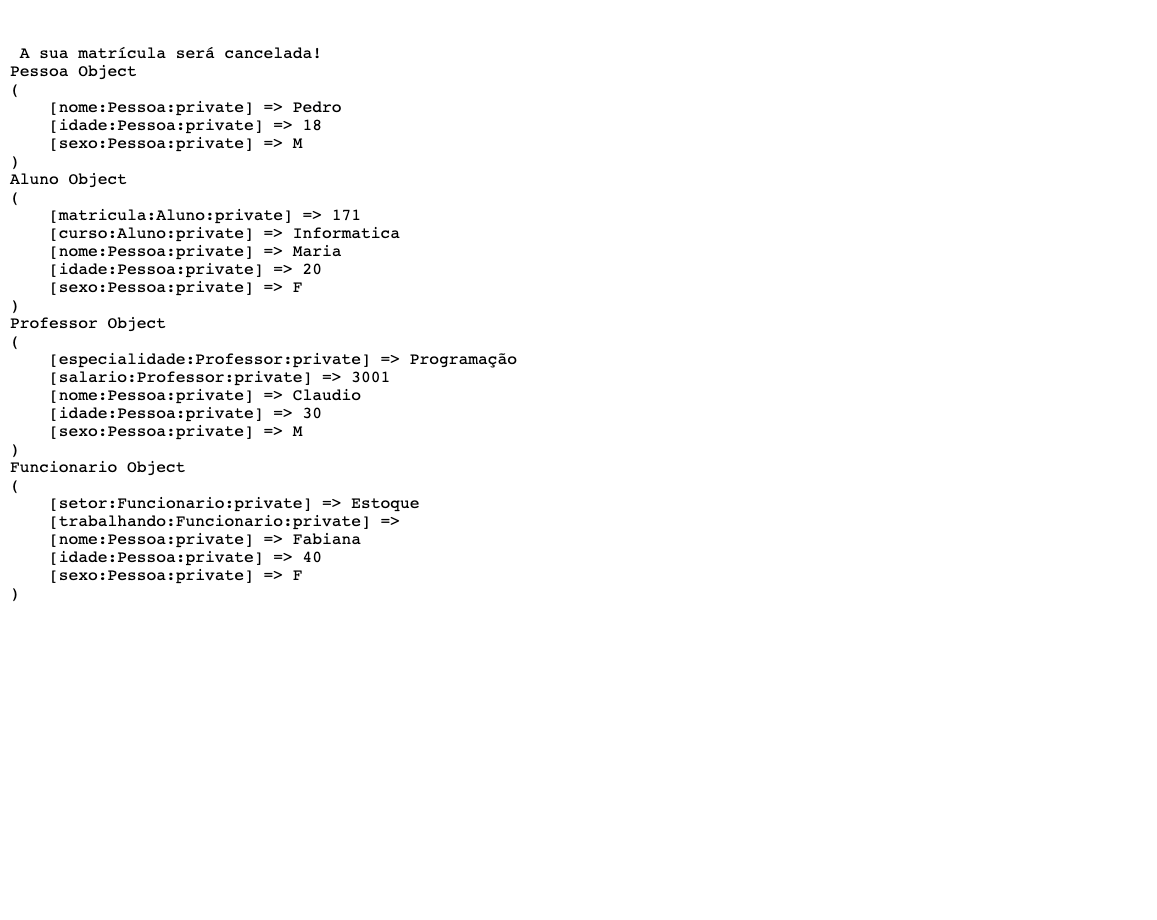 A sua matrícula será cancelada!
Pessoa Object
(
    [nome:Pessoa:private] => Pedro
    [idade:Pessoa:private] => 18
    [sexo:Pessoa:private] => M
)
Aluno Object
(
    [matricula:Aluno:private] => 171
    [curso:Aluno:private] => Informatica
    [nome:Pessoa:private] => Maria
    [idade:Pessoa:private] => 20
    [sexo:Pessoa:private] => F
)
Professor Object
(
    [especialidade:Professor:private] => Programação
    [salario:Professor:private] => 3001
    [nome:Pessoa:private] => Claudio
    [idade:Pessoa:private] => 30
    [sexo:Pessoa:private] => M
)
Funcionario Object
(
    [setor:Funcionario:private] => Estoque
    [trabalhando:Funcionario:private] =>
    [nome:Pessoa:private] => Fabiana
    [idade:Pessoa:private] => 40
    [sexo:Pessoa:private] => F
)